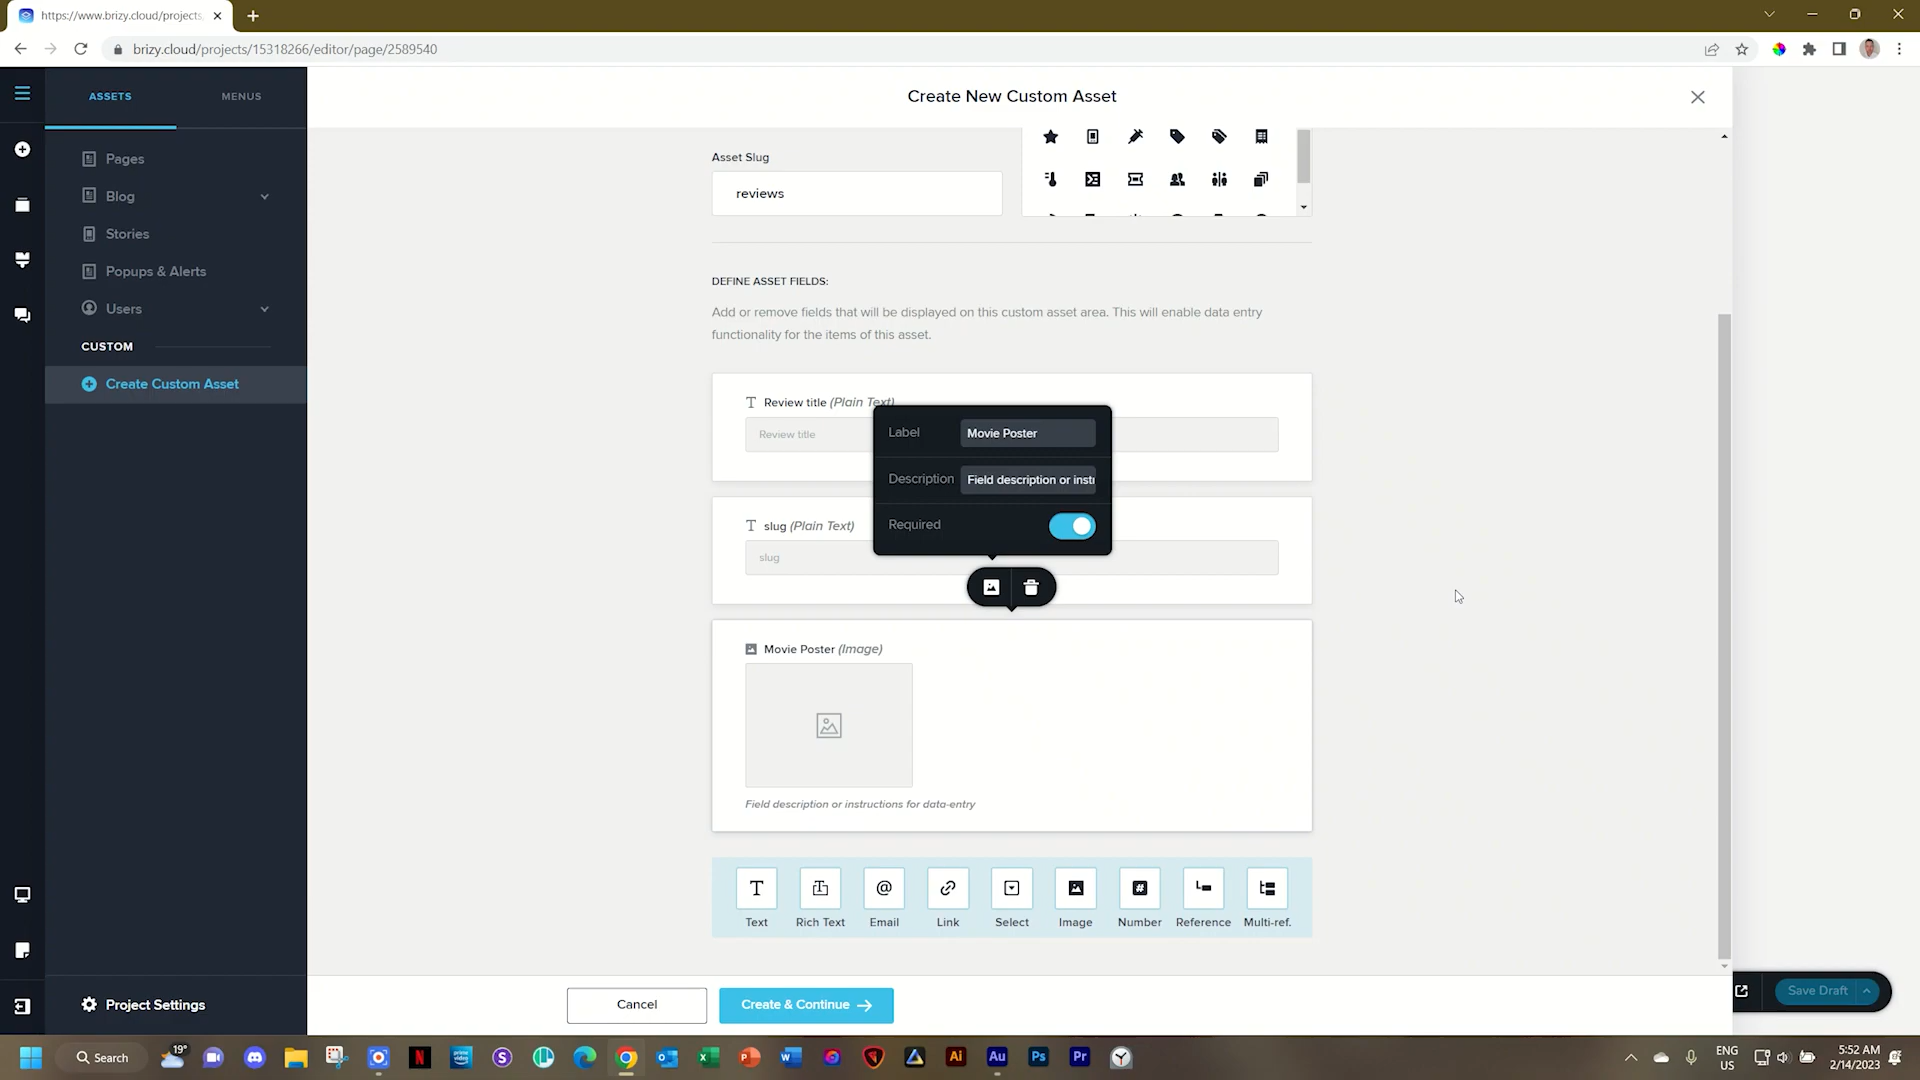 https://www.brizy.cloud/projects
brizy.cloud/projects/15318266/editor/page/2589540
ASSETS
MENUS
Pages
Blog
Stories
Popups & Alerts
Users
CUSTOM
Create Custom Asset
Project Settings
Create New Custom Asset
Asset Slug
reviews
DEFINE ASSET FIELDS:
Add or remove fields that will be displayed on this custom asset area. This will enable data entry
functionality for the items of this asset.
Review title (Plain Text)
Review title
Label
Movie Poster
Description
Field description or instr
Required
slug (Plain Text)
slug
Movie Poster (Image)
Field description or instructions for data-entry
Text
Rich Text
Email
Link
Select
Image
Number
Reference
Multi-ref.
Cancel
Create & Continue
Save Draft
Search
19°
ENG
US
5:52 AM
2/14/2023